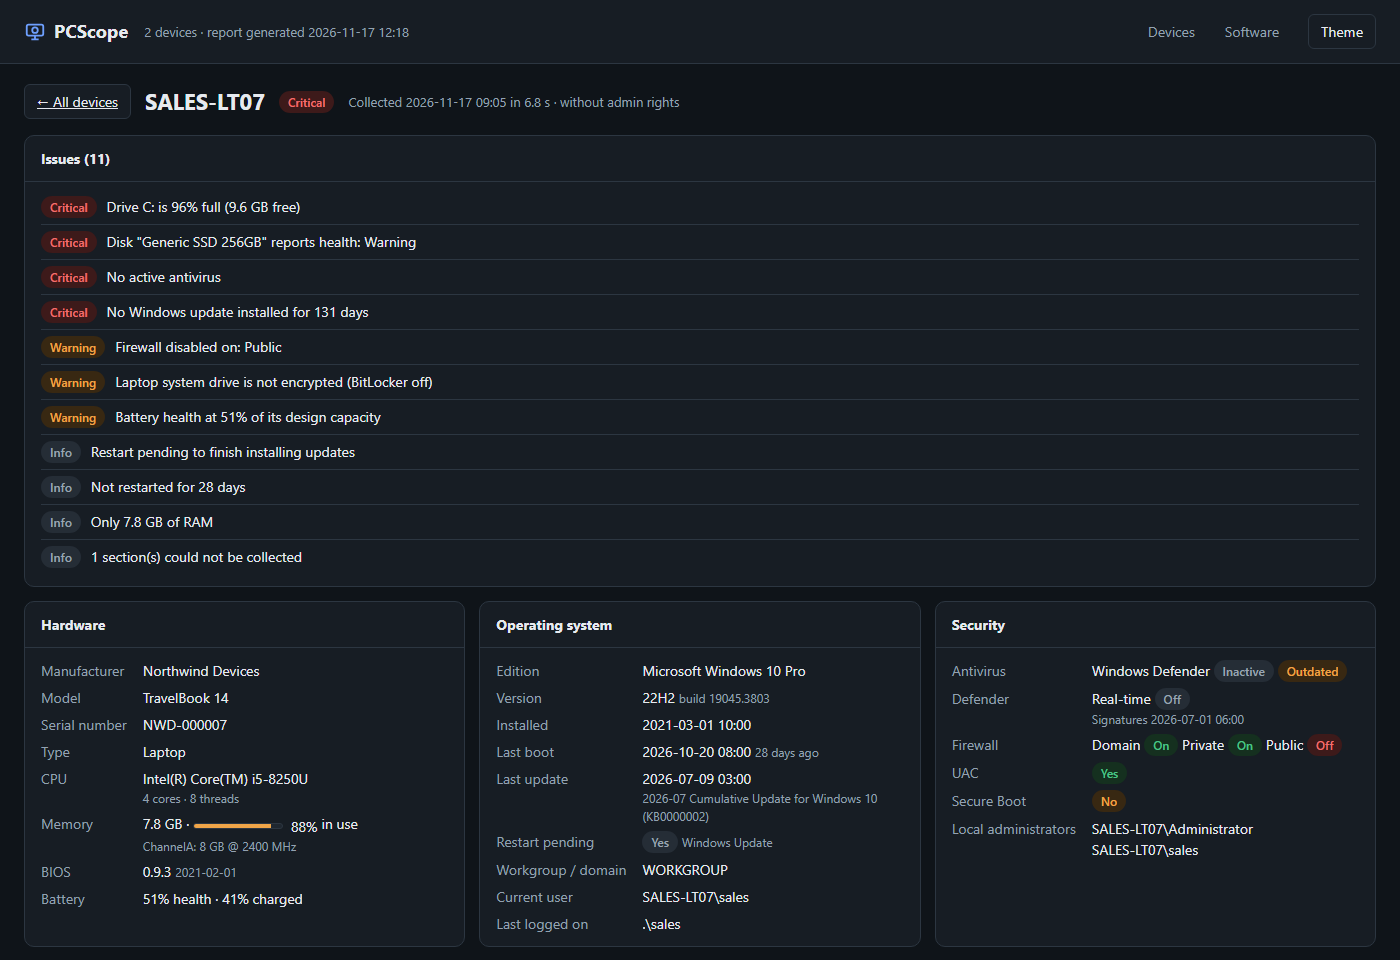 PCScope 2 devices · report generated 2026-11-17 12:18 Devices Software Theme
← All devices SALES-LT07 Critical Collected 2026-11-17 09:05 in 6.8 s · without admin rights
Issues (11)
Critical Drive C: is 96% full (9.6 GB free)
Critical Disk "Generic SSD 256GB" reports health: Warning
Critical No active antivirus
Critical No Windows update installed for 131 days
Warning Firewall disabled on: Public
Warning Laptop system drive is not encrypted (BitLocker off)
Warning Battery health at 51% of its design capacity
Info Restart pending to finish installing updates
Info Not restarted for 28 days
Info Only 7.8 GB of RAM
Info 1 section(s) could not be collected
Hardware
Manufacturer Northwind Devices
Model TravelBook 14
Serial number NWD-000007
Type Laptop
CPU Intel(R) Core(TM) i5-8250U
4 cores · 8 threads
Memory 7.8 GB · 88% in use
ChannelA: 8 GB @ 2400 MHz
BIOS 0.9.3 2021-02-01
Battery 51% health · 41% charged
Operating system
Edition Microsoft Windows 10 Pro
Version 22H2 build 19045.3803
Installed 2021-03-01 10:00
Last boot 2026-10-20 08:00 28 days ago
Last update 2026-07-09 03:00
2026-07 Cumulative Update for Windows 10
(KB0000002)
Restart pending Yes Windows Update
Workgroup / domain WORKGROUP
Current user SALES-LT07\sales
Last logged on .\sales
Security
Antivirus Windows Defender Inactive Outdated
Defender Real-time Off
Signatures 2026-07-01 06:00
Firewall Domain On Private On Public Off
UAC Yes
Secure Boot No
Local administrators SALES-LT07\Administrator
SALES-LT07\sales